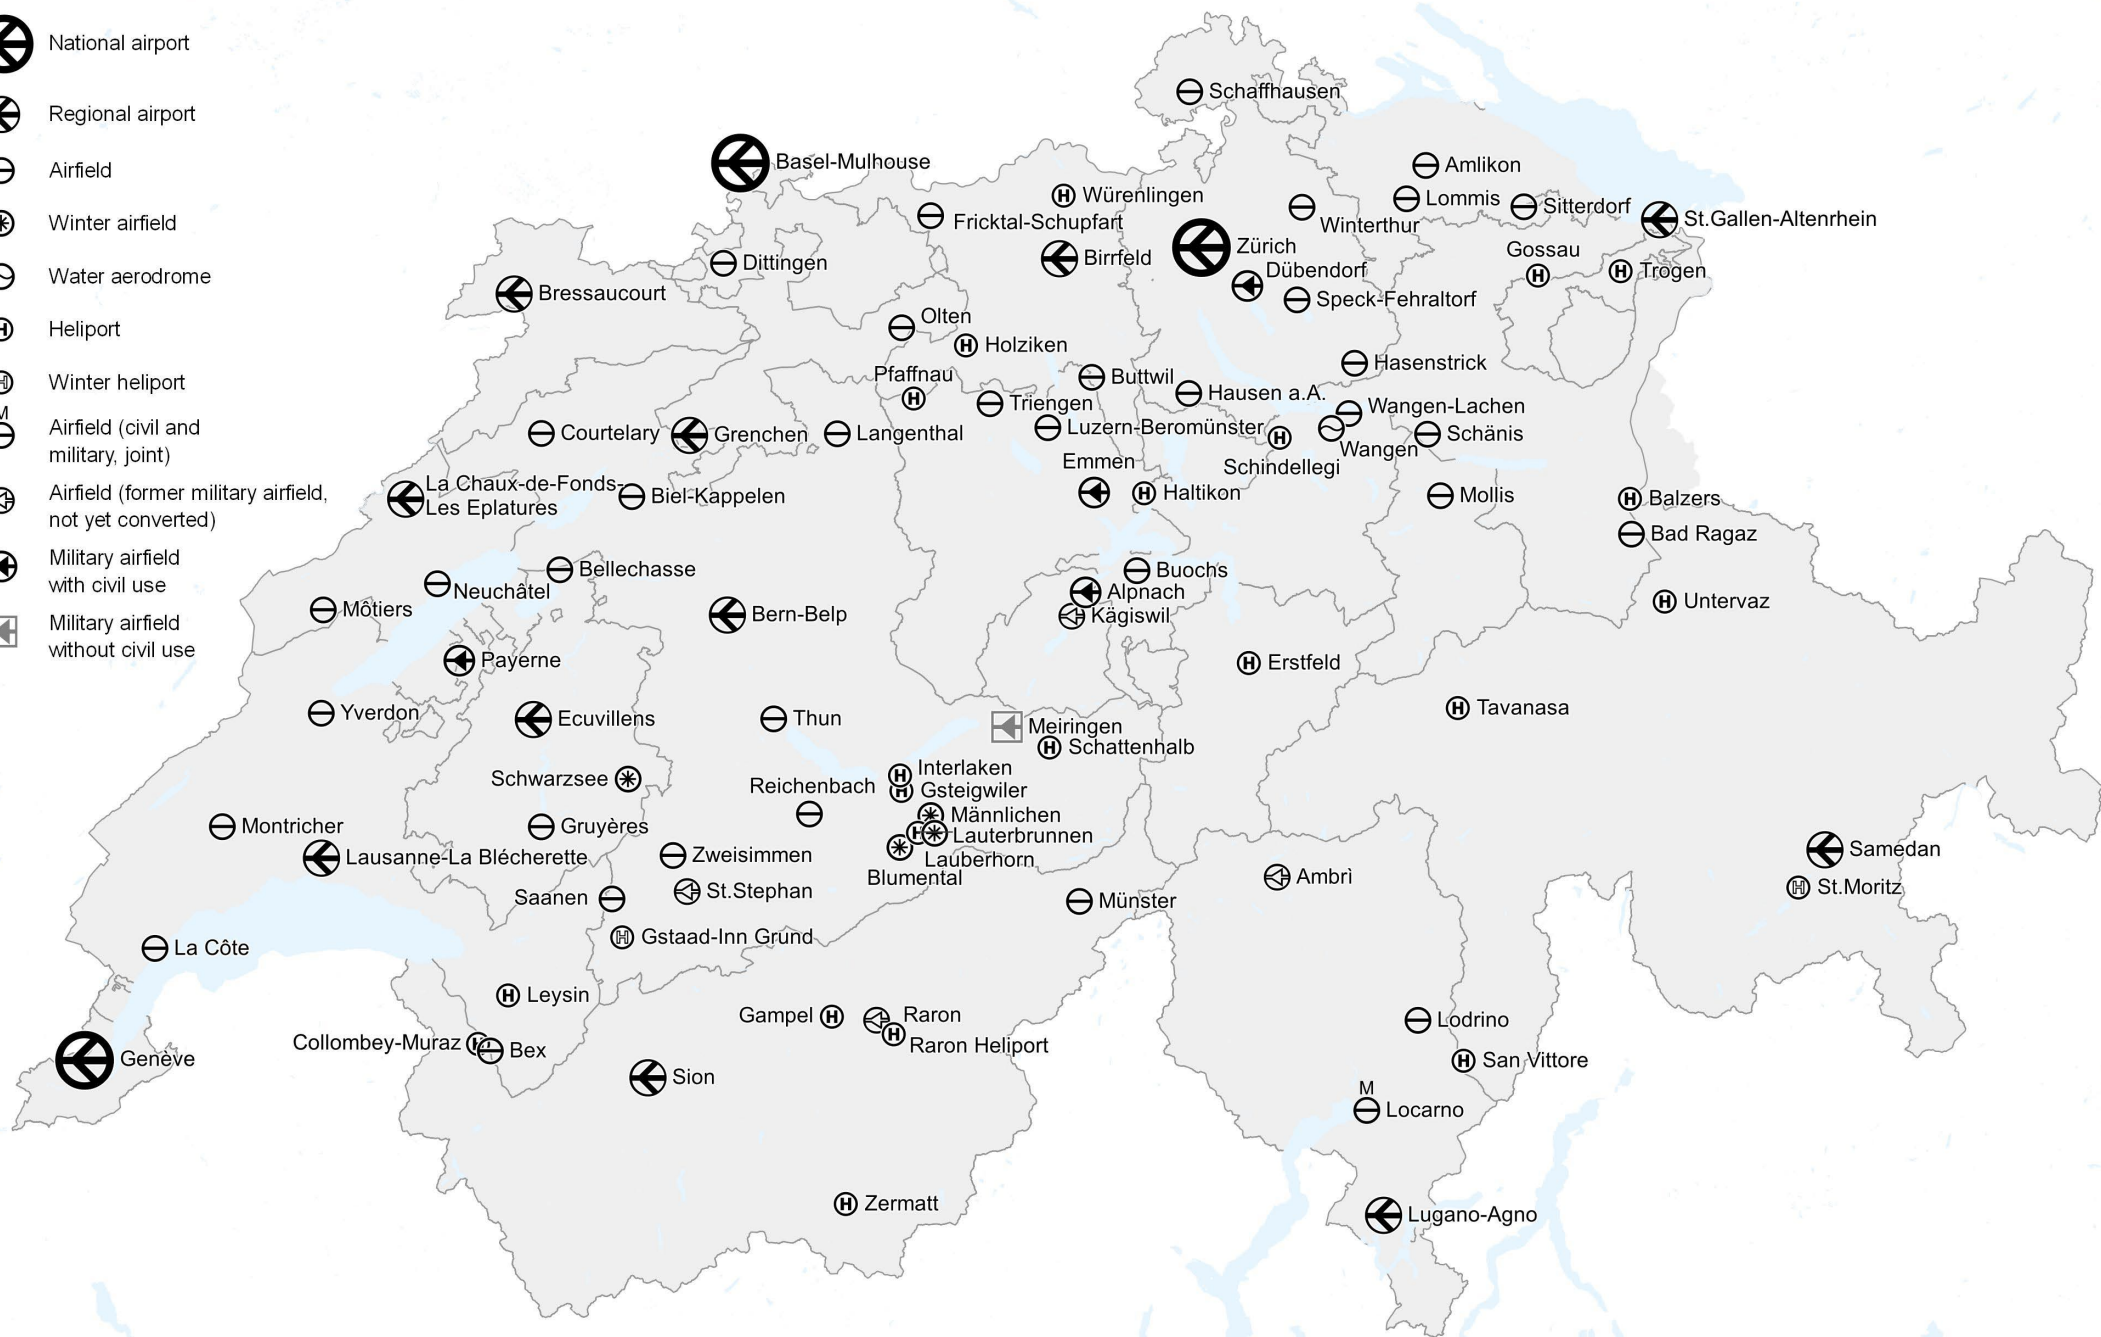 National airport
Regional airport
Airfield
Winter airfield
Water aerodrome
H Heliport
H Winter heliport
M
Airfield (civil and
military, joint)
Airfield (former military airfield,
not yet converted)
Military airfield
with civil use
Military airfield
without civil use
Schaffhausen
Basel-Mulhouse
Amlikon
H Würenlingen
Lommis
Sitterdorf
Fricktal-Schupfart
Winterthur
St.Gallen-Altenrhein
Zürich
Gossau
H
Birrfeld
Dittingen
Dübendorf
H Trogen
Bressaucourt
Speck-Fehraltorf
Olten
H Holziken
Hasenstrick
Pfaffnau
H
Buttwil
Hausen a.A.
Triengen
Wangen-Lachen
Luzern-Beromünster
Courtelary
Grenchen
Langenthal
H
Schindellegi
Wangen
Schänis
Emmen
La Chaux-de-Fonds-
Les Eplatures
Biel-Kappelen
H Haltikon
Mollis
H Balzers
Bad Ragaz
Bellechasse
Buochs
Neuchâtel
Alpnach
Môtiers
Kägiswil
H Untervaz
Bern-Belp
Payerne
H Erstfeld
Yverdon
Ecuvillens
Thun
H Tavanasa
Meiringen
H Schattenhalb
Schwarzsee
H Interlaken
Reichenbach
H Gsteigwiler
Männlichen
Montricher
Gruyères
H Lauterbrunnen
Lausanne-La Blécherette
Zweisimmen
Lauberhorn
Blumental
Samedan
Saanen
St.Stephan
Ambrì
H St.Moritz
Münster
H Gstaad-Inn Grund
La Côte
H Leysin
Gampel H
Raron
H
Raron Heliport
Lodrino
Collombey-Muraz H
Bex
Genève
H San Vittore
Sion
M
Locarno
H Zermatt
Lugano-Agno